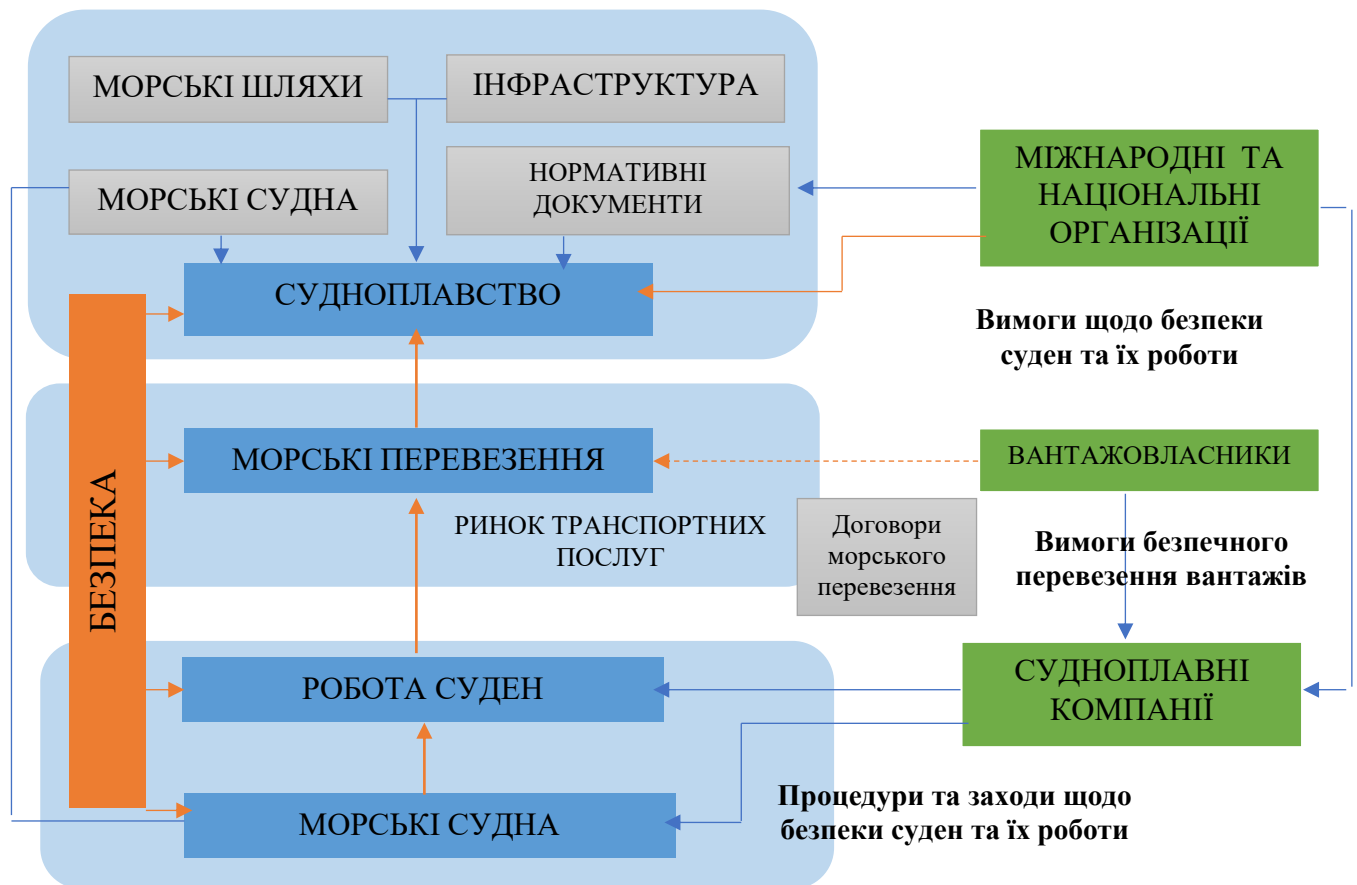 МОРСЬКІ ШЛЯХИ
ІНФРАСТРУКТУРА
МОРСЬКІ СУДНА
НОРМАТИВНІ
ДОКУМЕНТИ
МІЖНАРОДНІ ТА
НАЦІОНАЛЬНІ
ОРГАНІЗАЦІЇ
СУДНОПЛАВСТВО
Вимоги щодо безпеки
суден та їх роботи
БЕЗПЕКА
МОРСЬКІ ПЕРЕВЕЗЕННЯ
ВАНТАЖОВЛАСНИКИ
РИНОК ТРАНСПОРТНИХ
ПОСЛУГ
Договори
морського
перевезення
Вимоги безпечного
перевезення вантажів
РОБОТА СУДЕН
СУДНОПЛАВНІ
КОМПАНІЇ
МОРСЬКІ СУДНА
Процедури та заходи щодо
безпеки суден та їх роботи